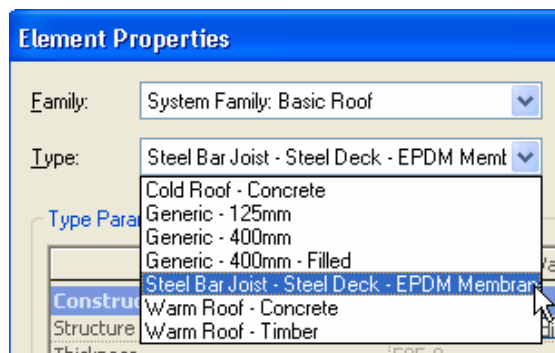 Element Properties
Family: System Family: Basic Roof
Type: Steel Bar Joist - Steel Deck - EPDM Memb
Cold Roof - Concrete
Type Para
Generic - 125mm
Generic - 400mm
Generic - 400mm - Filled
Steel Bar Joist - Steel Deck - EPDM Membran
Construc
Warm Roof - Concrete
Structure
Warm Roof - Timber